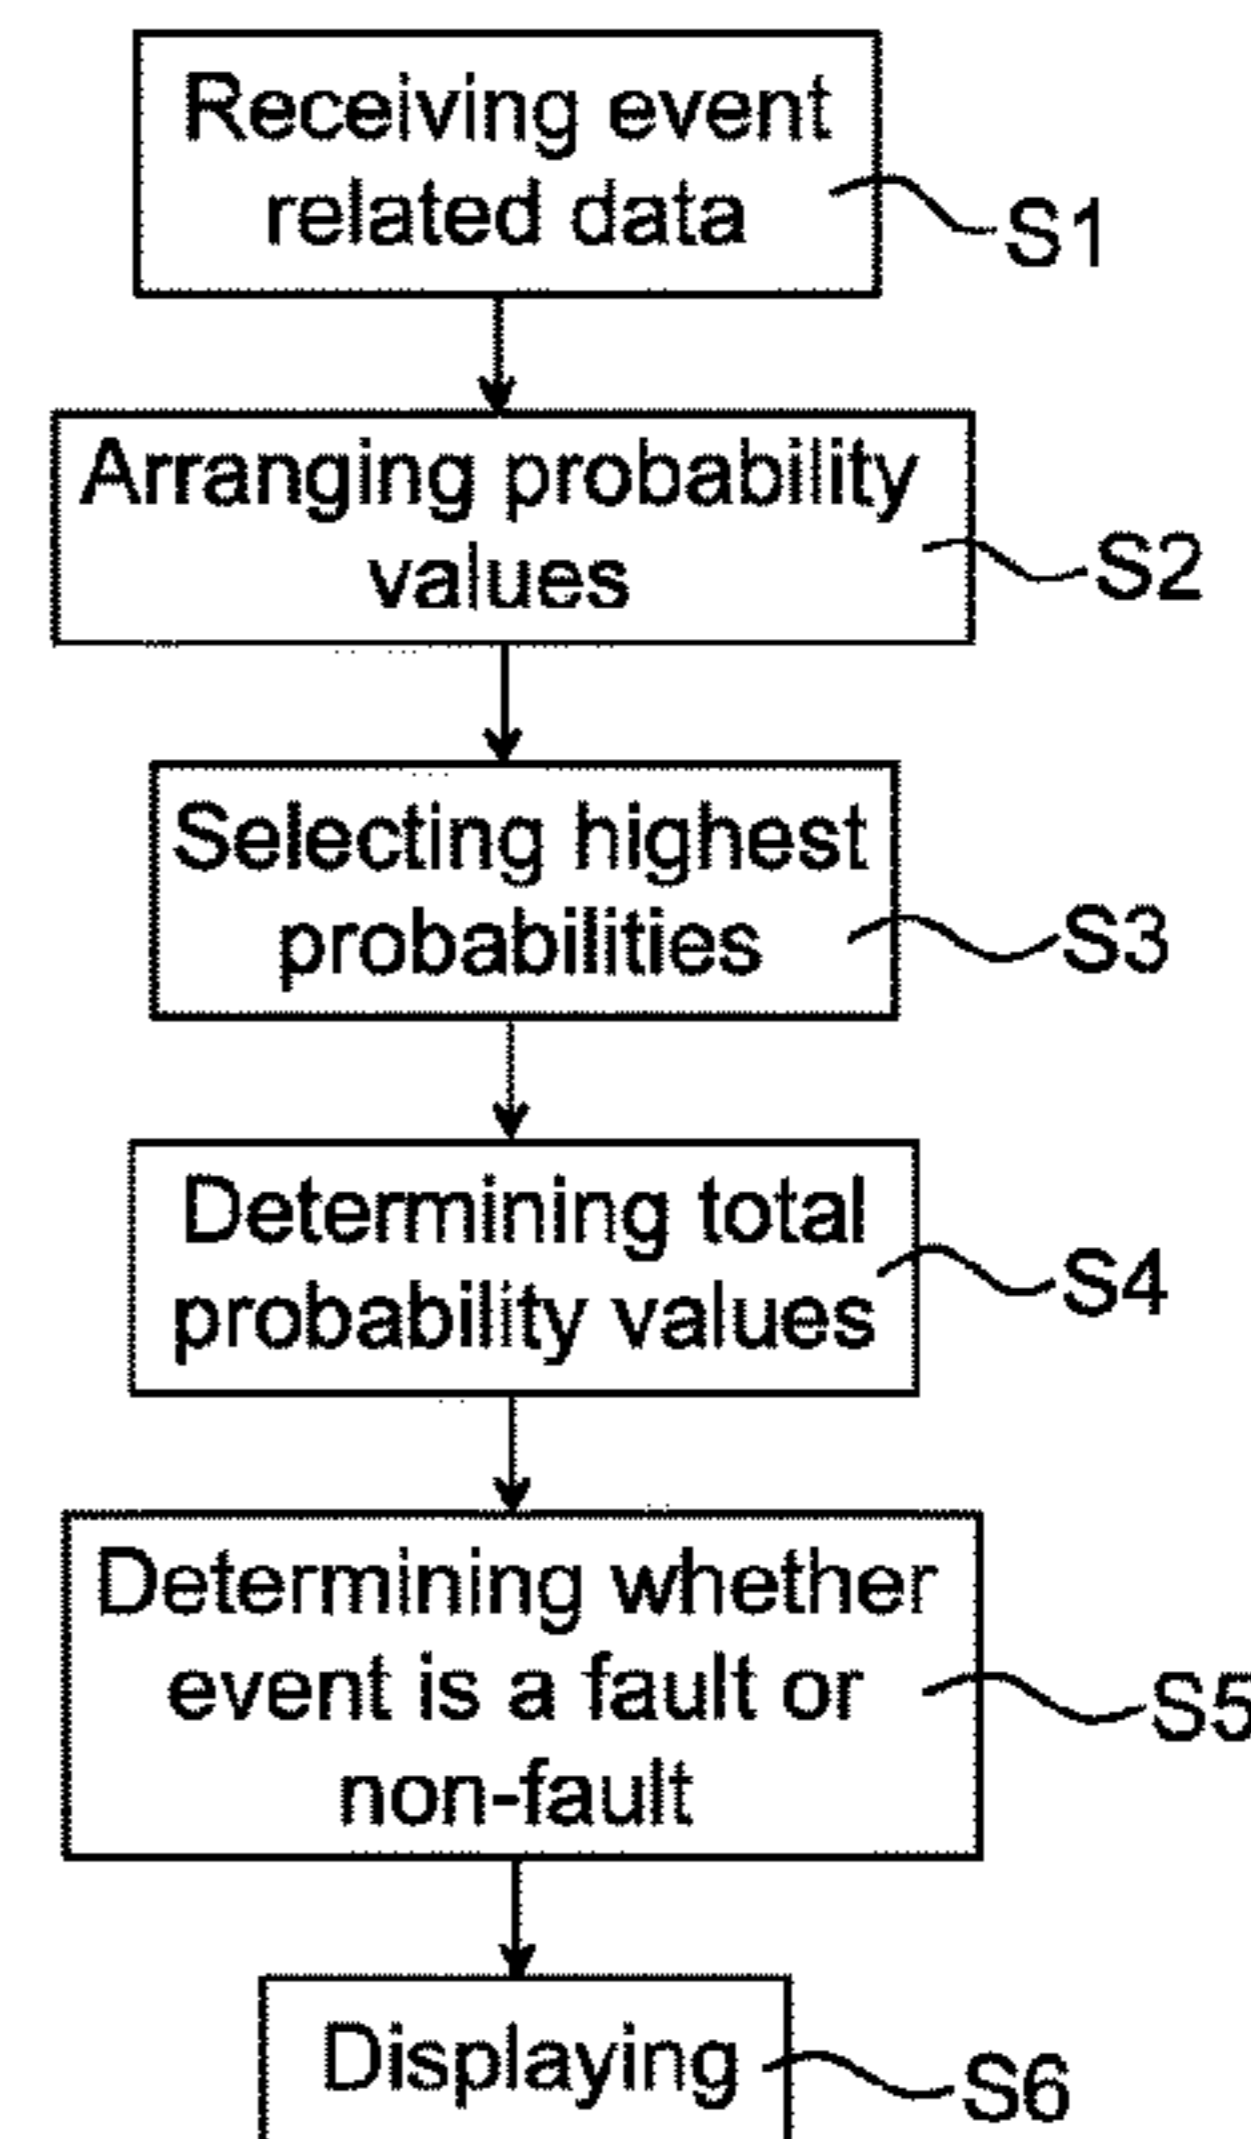 Receiving event
related data
S1
Arranging probability
values
S2
Selecting highest
probabilities
S3
Determining total
probability values
S4
Determining whether
event is a fault or
non-fault
S5
Displaying
S6